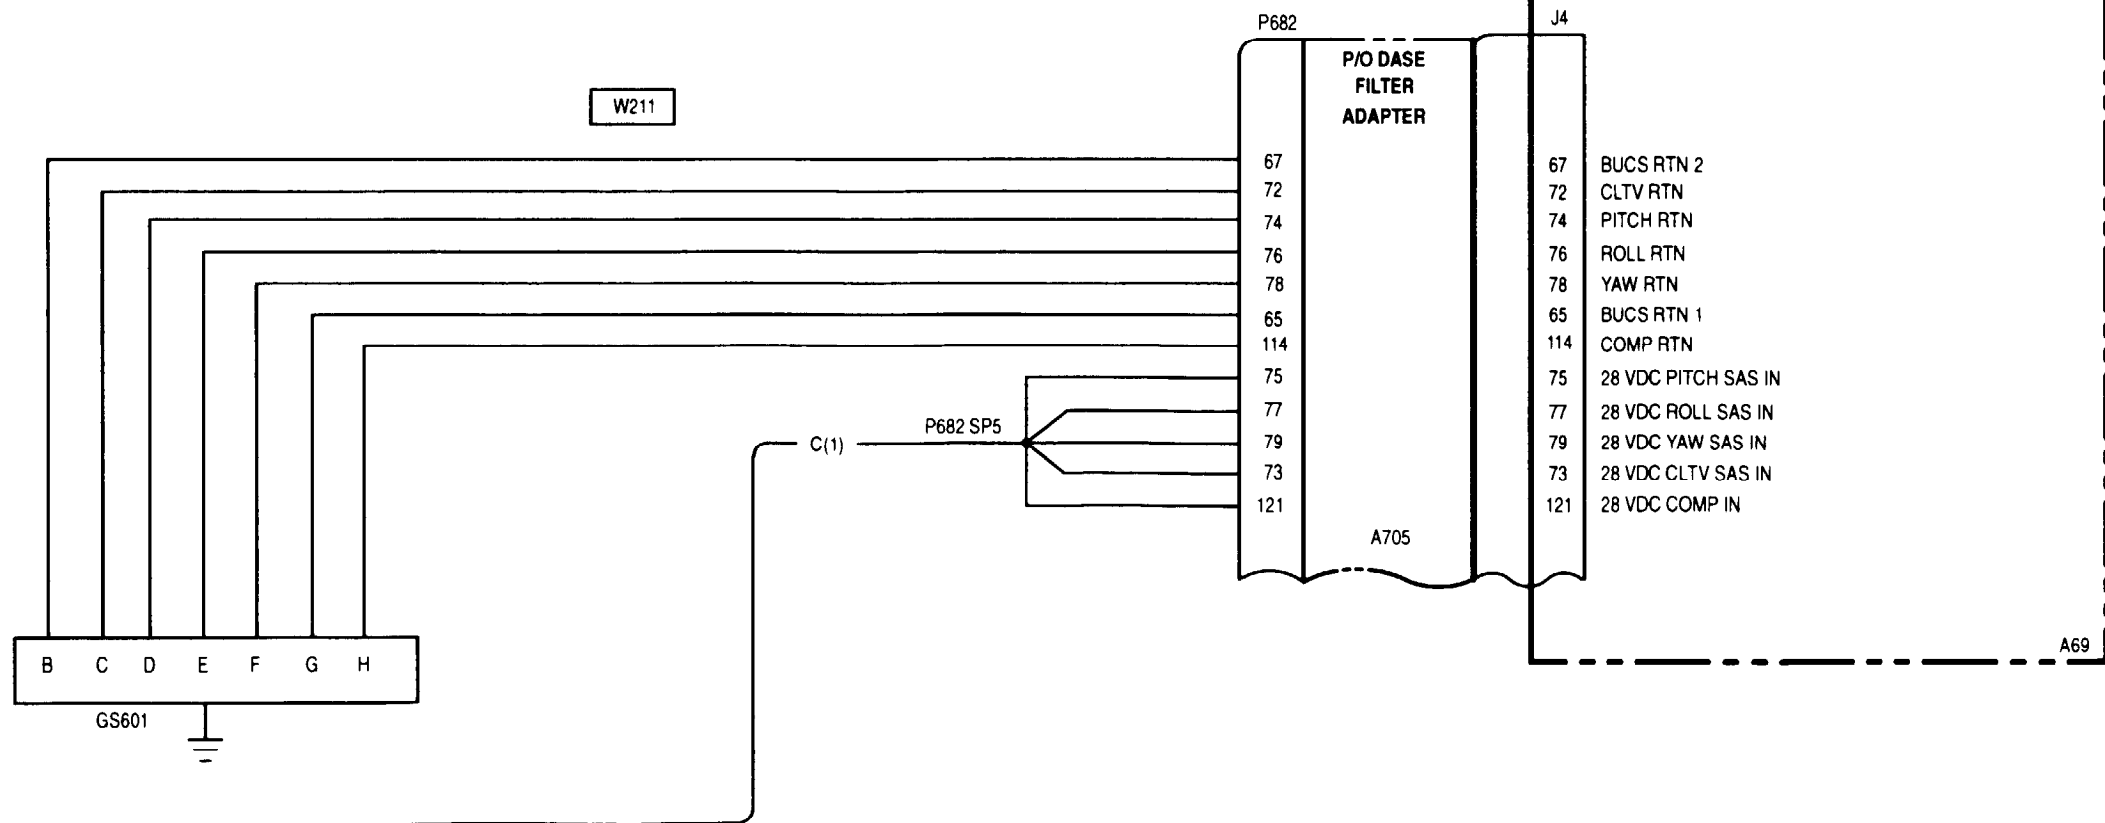 P682
J4
P/O DASE
FILTER
ADAPTER
W211
67 67 BUCS RTN 2
72 72 CLTV RTN
74 74 PITCH RTN
76 76 ROLL RTN
78 78 YAW RTN
65 65 BUCS RTN 1
114 114 COMP RTN
75 75 28 VDC PITCH SAS IN
77 77 28 VDC ROLL SAS IN
P682 SP5
C(1)
79 79 28 VDC YAW SAS IN
73 73 28 VDC CLTV SAS IN
121 121 28 VDC COMP IN
A705
A69
B C D E F G H
GS601